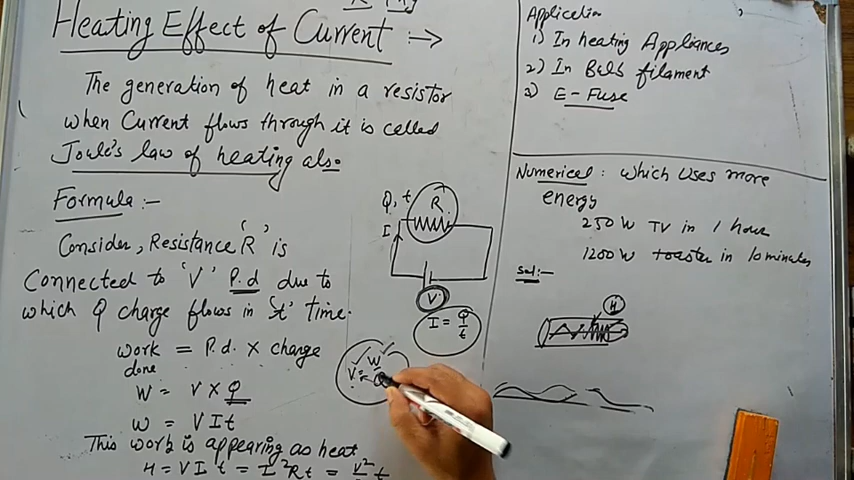 Heating Effect of Current :→
The generation of heat in a resistor
when Current flows through it is called
Joule's law of heating also.
Formula:-
Consider, Resistance 'R' is
Connected to 'V' P.d due to
which Q charge flows in 't' time.
work = P.d. × charge
done
W = V × Q
W = V I t
This work is appearing as heat
H = V I t = I²Rt = V²/R t
Q, t
R
I
V
I = Q/t
V = W/Q
Application
1) In heating Appliances
2) In Bulb filament
3) E-Fuse
Numerical : which uses more
energy
250 W TV in 1 hour
1200 W toaster in 10 minutes
Sol:-
H